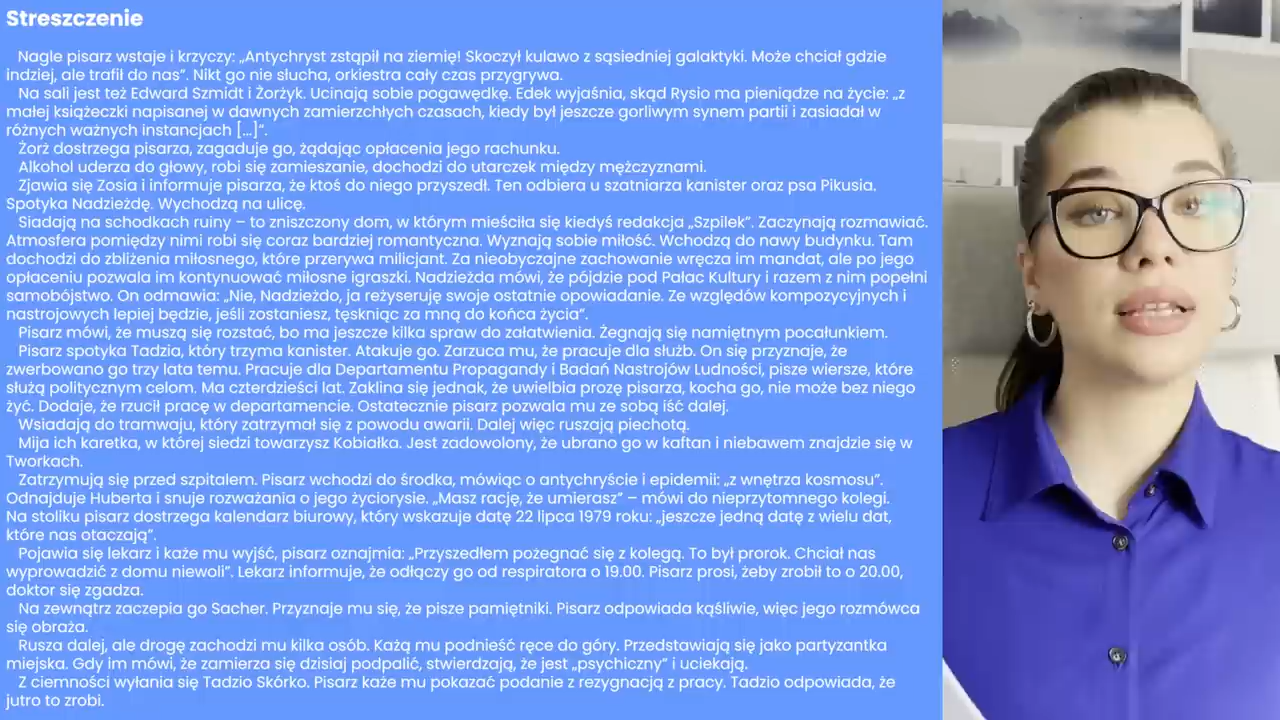 Streszczenie
Nagle pisarz wstaje i krzyczy: „Antychryst zstąpił na ziemię! Skoczył kulawo z sąsiedniej galaktyki. Może chciał gdzie
indziej, ale trafił do nas”. Nikt go nie słucha, orkiestra cały czas przygrywa.
Na sali jest też Edward Szmidt i Żorżyk. Ucinają sobie pogawędkę. Edek wyjaśnia, skąd Rysio ma pieniądze na życie: „z
małej książeczki napisanej w dawnych zamierzchłych czasach, kiedy był jeszcze gorliwym synem partii i zasiadał w
różnych ważnych instancjach [...]”.
Żorż dostrzega pisarza, zagaduje go, żądając opłacenia jego rachunku.
Alkohol uderza do głowy, robi się zamieszanie, dochodzi do utarczek między mężczyznami.
Zjawia się Zosia i informuje pisarza, że ktoś do niego przyszedł. Ten odbiera u szatniarza kanister oraz psa Pikusia.
Spotyka Nadzieżdę. Wychodzą na ulicę.
Siadają na schodkach ruiny – to zniszczony dom, w którym mieściła się kiedyś redakcja „Szpilek”. Zaczynają rozmawiać.
Atmosfera pomiędzy nimi robi się coraz bardziej romantyczna. Wyznają sobie miłość. Wchodzą do nawy budynku. Tam
dochodzi do zbliżenia miłosnego, które przerywa milicjant. Za nieobyczajne zachowanie wręcza im mandat, ale po jego
opłaceniu pozwala im kontynuować miłosne igraszki. Nadzieżda mówi, że pójdzie pod Pałac Kultury i razem z nim popełni
samobójstwo. On odmawia: „Nie, Nadzieżdo, ja reżyseruję swoje ostatnie opowiadanie. Ze względów kompozycyjnych i
nastrojowych lepiej będzie, jeśli zostaniesz, tęskniąc za mną do końca życia”.
Pisarz mówi, że muszą się rozstać, bo ma jeszcze kilka spraw do załatwienia. Żegnają się namiętnym pocałunkiem.
Pisarz spotyka Tadzia, który trzyma kanister. Atakuje go. Zarzuca mu, że pracuje dla służb. On się przyznaje, że
zwerbowano go trzy lata temu. Pracuje dla Departamentu Propagandy i Badań Nastrojów Ludności, pisze wiersze, które
służą politycznym celom. Ma czterdzieści lat. Zaklina się jednak, że uwielbia prozę pisarza, kocha go, nie może bez niego
żyć. Dodaje, że rzucił pracę w departamencie. Ostatecznie pisarz pozwala mu ze sobą iść dalej.
Wsiadają do tramwaju, który zatrzymał się z powodu awarii. Dalej więc ruszają piechotą.
Mija ich karetka, w której siedzi towarzysz Kobiałka. Jest zadowolony, że ubrano go w kaftan i niebawem znajdzie się w
Tworkach.
Zatrzymują się przed szpitalem. Pisarz wchodzi do środka, mówiąc o antychryście i epidemii: „z wnętrza kosmosu”.
Odnajduje Huberta i snuje rozważania o jego życiorysie. „Masz rację, że umierasz” – mówi do nieprzytomnego kolegi.
Na stoliku pisarz dostrzega kalendarz biurowy, który wskazuje datę 22 lipca 1979 roku: „jeszcze jedną datę z wielu dat,
które nas otaczają”.
Pojawia się lekarz i każe mu wyjść, pisarz oznajmia: „Przyszedłem pożegnać się z kolegą. To był prorok. Chciał nas
wyprowadzić z domu niewoli”. Lekarz informuje, że odłączy go od respiratora o 19.00. Pisarz prosi, żeby zrobił to o 20.00,
doktor się zgadza.
Na zewnątrz zaczepia go Sacher. Przyznaje mu się, że pisze pamiętniki. Pisarz odpowiada kąśliwie, więc jego rozmówca
się obraża.
Rusza dalej, ale drogę zachodzi mu kilka osób. Każą mu podnieść ręce do góry. Przedstawiają się jako partyzantka
miejska. Gdy im mówi, że zamierza się dzisiaj podpalić, stwierdzają, że jest „psychiczny” i uciekają.
Z ciemności wyłania się Tadzio Skórko. Pisarz każe mu pokazać podanie z rezygnacją z pracy. Tadzio odpowiada, że
jutro to zrobi.